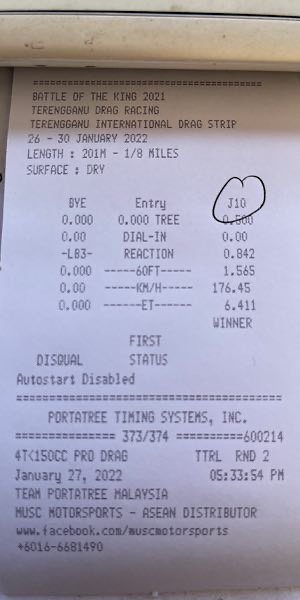 BATTLE OF THE KING 2021
TERENGGANU DRAG RACING
TERENGGANU INTERNATIONAL DRAG STRIP
26 - 30 JANUARY 2022
LENGTH : 201M - 1/8 MILES
SURFACE : DRY
BYE Entry J10
0.000 0.000 TREE 0.500
0.00 DIAL-IN 0.00
-LB3- REACTION 0.842
0.000 -----60FT----- 1.565
0.00 -----KM/H----- 176.45
0.000 ------ET------ 6.411
WINNER
FIRST
DISQUAL STATUS
Autostart Disabled
PORTATREE TIMING SYSTEMS, INC.
=============== 373/374 ==========600214
4T<150CC PRO DRAG TTRL RND 2
January 27, 2022 05:33:54 PM
TEAM PORTATREE MALAYSIA
MUSC MOTORSPORTS - ASEAN DISTRIBUTOR
www.facebook.com/muscmotorsports
+6016-6681490